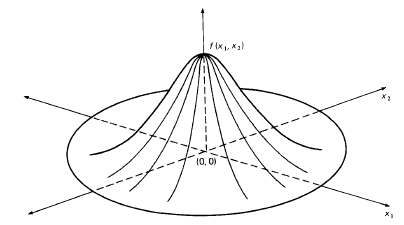 f (x₁, x₂)
x₂
(0, 0)
x₁